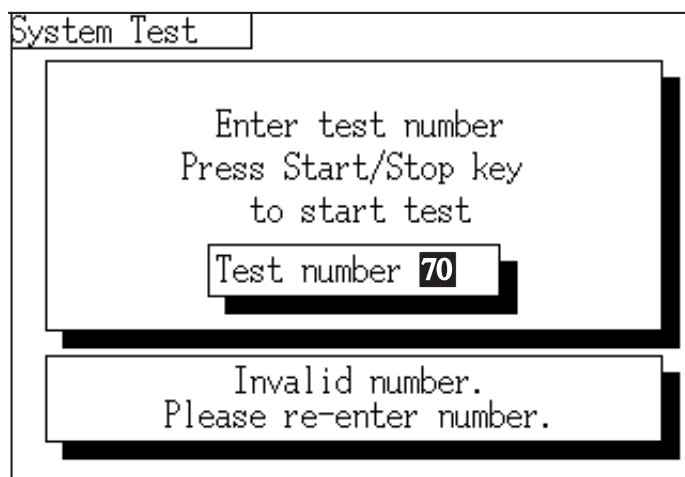 System Test
Enter test number
Press Start/Stop key
to start test
Test number 70
Invalid number.
Please re-enter number.